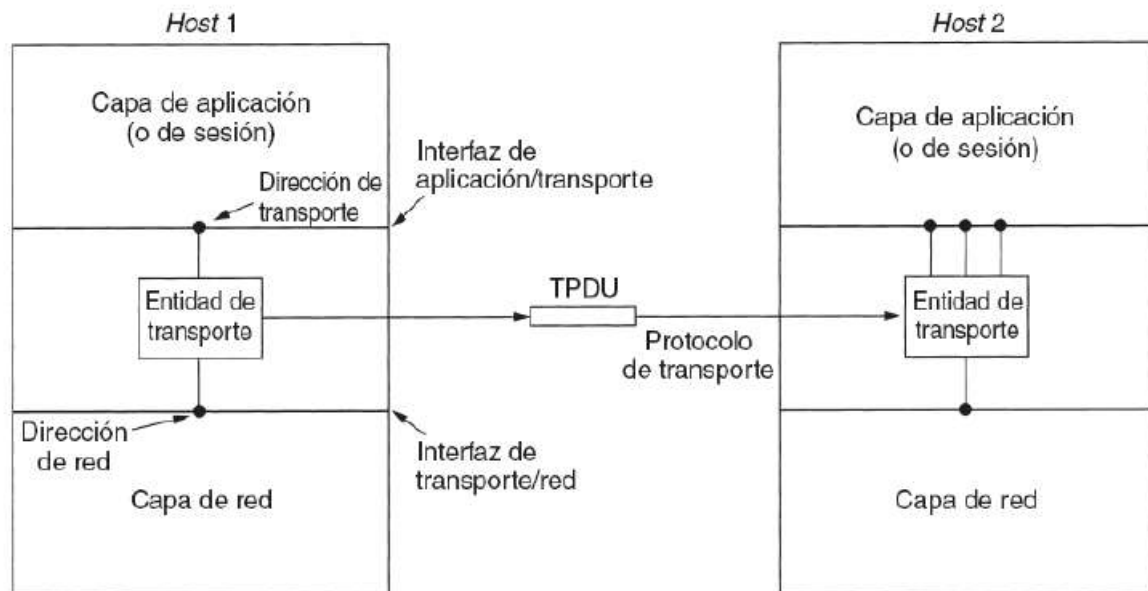 Host 1
Host 2
Capa de aplicación
(o de sesión)
Interfaz de
aplicación/transporte
Dirección de
transporte
Entidad de
transporte
Dirección
de red
Interfaz de
transporte/red
Capa de red
TPDU
Protocolo
de transporte
Capa de aplicación
(o de sesión)
Entidad de
transporte
Capa de red